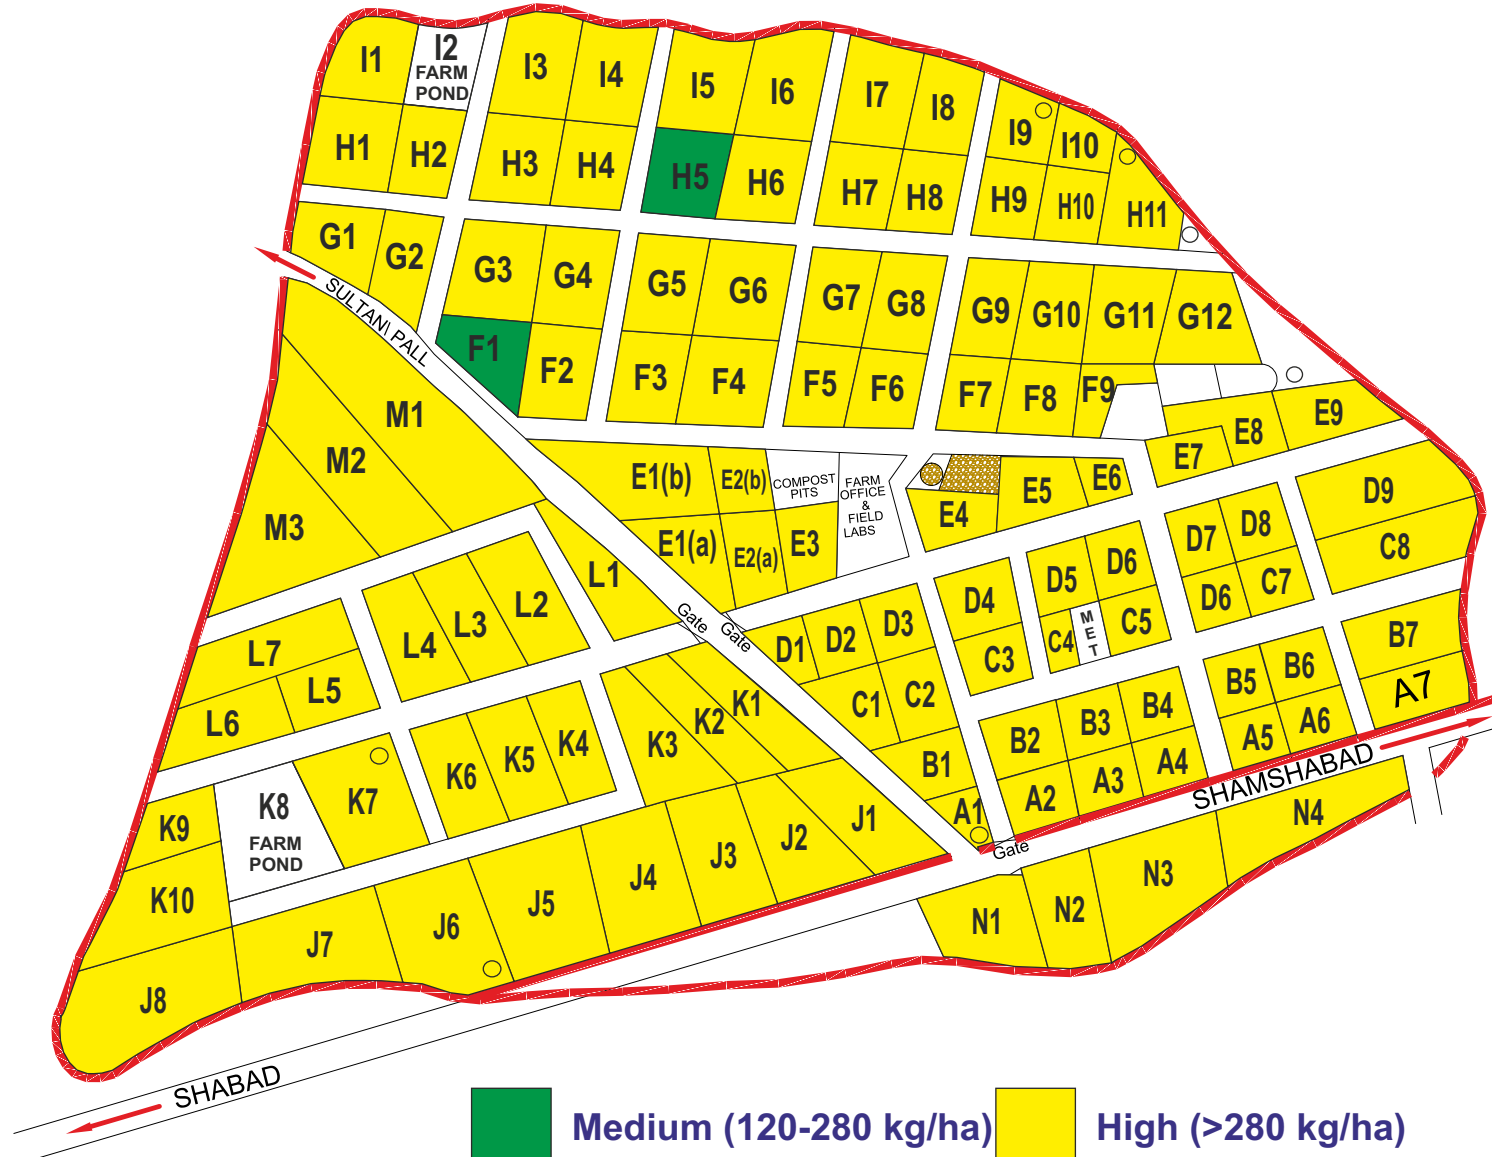 I1
I2
FARM
POND
I3
I4
I5
I6
I7
I8
I9
I10
H1
H2
H3
H4
H5
H6
H7
H8
H9
H10
H11
G1
G2
G3
G4
G5
G6
G7
G8
G9
G10
G11
G12
SULTAN\ PALL
F1
F2
F3
F4
F5
F6
F7
F8
F9
M1
M2
M3
E1(b)
E2(b)
COMPOST
PITS
FARM
OFFICE
&
FIELD
LABS
E4
E5
E6
E7
E8
E9
E1(a)
E2(a)
E3
D9
C8
D7
D8
D6
C7
D5
D6
C4
M
E
T
C5
D4
C3
D1
D2
D3
C1
C2
Gate
Gate
L1
L2
L3
L4
L5
L6
L7
B1
B2
B3
B4
B5
B6
B7
A1
A2
A3
A4
A5
A6
A7
K1
K2
K3
K4
K5
K6
K7
K8
FARM
POND
K9
K10
J1
J2
J3
J4
J5
J6
J7
J8
Gate
SHAMSHABAD
N1
N2
N3
N4
SHABAD
Medium (120-280 kg/ha)
High (>280 kg/ha)